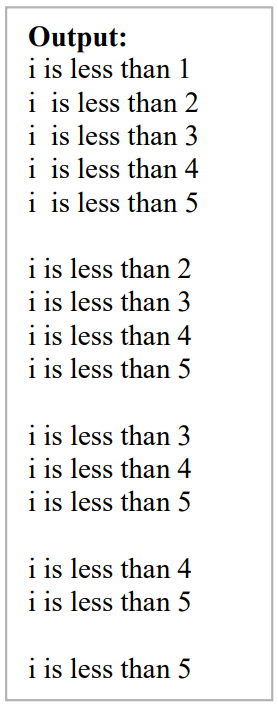 Output:
i is less than 1
i  is less than 2
i  is less than 3
i  is less than 4
i  is less than 5
i is less than 2
i is less than 3
i is less than 4
i is less than 5
i is less than 3
i is less than 4
i is less than 5
i is less than 4
i is less than 5
i is less than 5